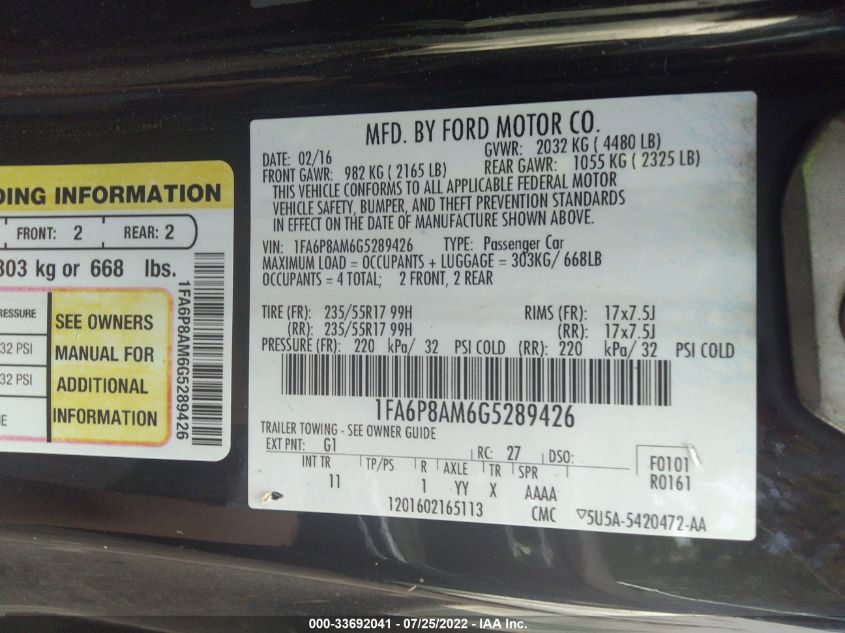 DING INFORMATION
FRONT: 2 REAR: 2
303 kg or 668 lbs.
PRESSURE
32 PSI
32 PSI
SEE OWNERS
MANUAL FOR
ADDITIONAL
INFORMATION
1FA6P8AM6G5289426
MFD. BY FORD MOTOR CO.
DATE: 02/16 GVWR: 2032 KG ( 4480 LB)
FRONT GAWR: 982 KG ( 2165 LB) REAR GAWR: 1055 KG ( 2325 LB)
THIS VEHICLE CONFORMS TO ALL APPLICABLE FEDERAL MOTOR
VEHICLE SAFETY, BUMPER, AND THEFT PREVENTION STANDARDS
IN EFFECT ON THE DATE OF MANUFACTURE SHOWN ABOVE.
VIN: 1FA6P8AM6G5289426 TYPE: Passenger Car
MAXIMUM LOAD = OCCUPANTS + LUGGAGE = 303KG/ 668LB
OCCUPANTS = 4 TOTAL; 2 FRONT, 2 REAR
TIRE (FR): 235/55R17 99H RIMS (FR): 17x7.5J
(RR): 235/55R17 99H (RR): 17x7.5J
PRESSURE (FR): 220 kPa/ 32 PSI COLD (RR): 220 kPa/ 32 PSI COLD
1FA6P8AM6G5289426
TRAILER TOWING - SEE OWNER GUIDE
EXT PNT: G1 RC: 27 DSO: F0101
INT TR TP/PS R AXLE TR SPR R0161
11 1 YY X AAAA
1201602165113 CMC 5U5A-5420472-AA
000-33692041 - 07/25/2022 - IAA Inc.